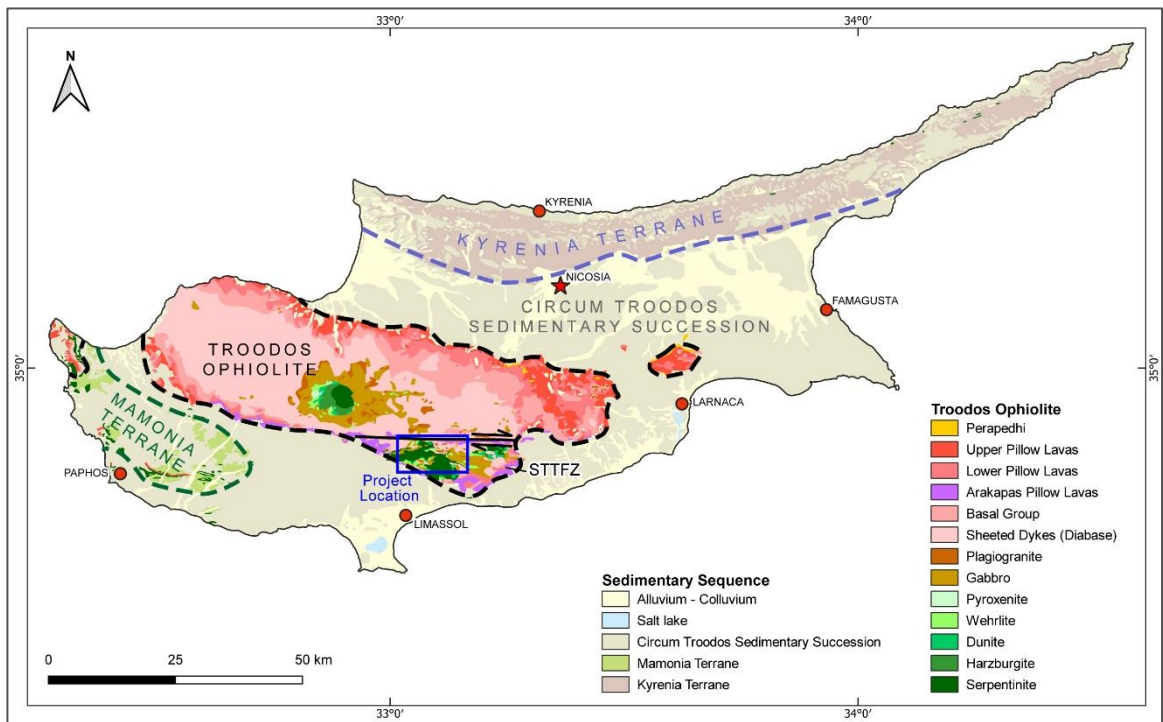 33°0′
34°0′
N
KYRENIA
KYRENIA TERRANE
NICOSIA
CIRCUM TROODOS
SEDIMENTARY SUCCESSION
FAMAGUSTA
35°0′
35°0′
TROODOS
OPHIOLITE
MAMONIA
TERRANE
LARNACA
PAPHOS
Project
Location
STTFZ
LIMASSOL
Troodos Ophiolite
Perapedhi
Upper Pillow Lavas
Lower Pillow Lavas
Arakapas Pillow Lavas
Basal Group
Sheeted Dykes (Diabase)
Plagiogranite
Gabbro
Pyroxenite
Wehrlite
Dunite
Harzburgite
Serpentinite
Sedimentary Sequence
Alluvium - Colluvium
Salt lake
Circum Troodos Sedimentary Succession
Mamonia Terrane
Kyrenia Terrane
0 25 50 km
33°0′
34°0′